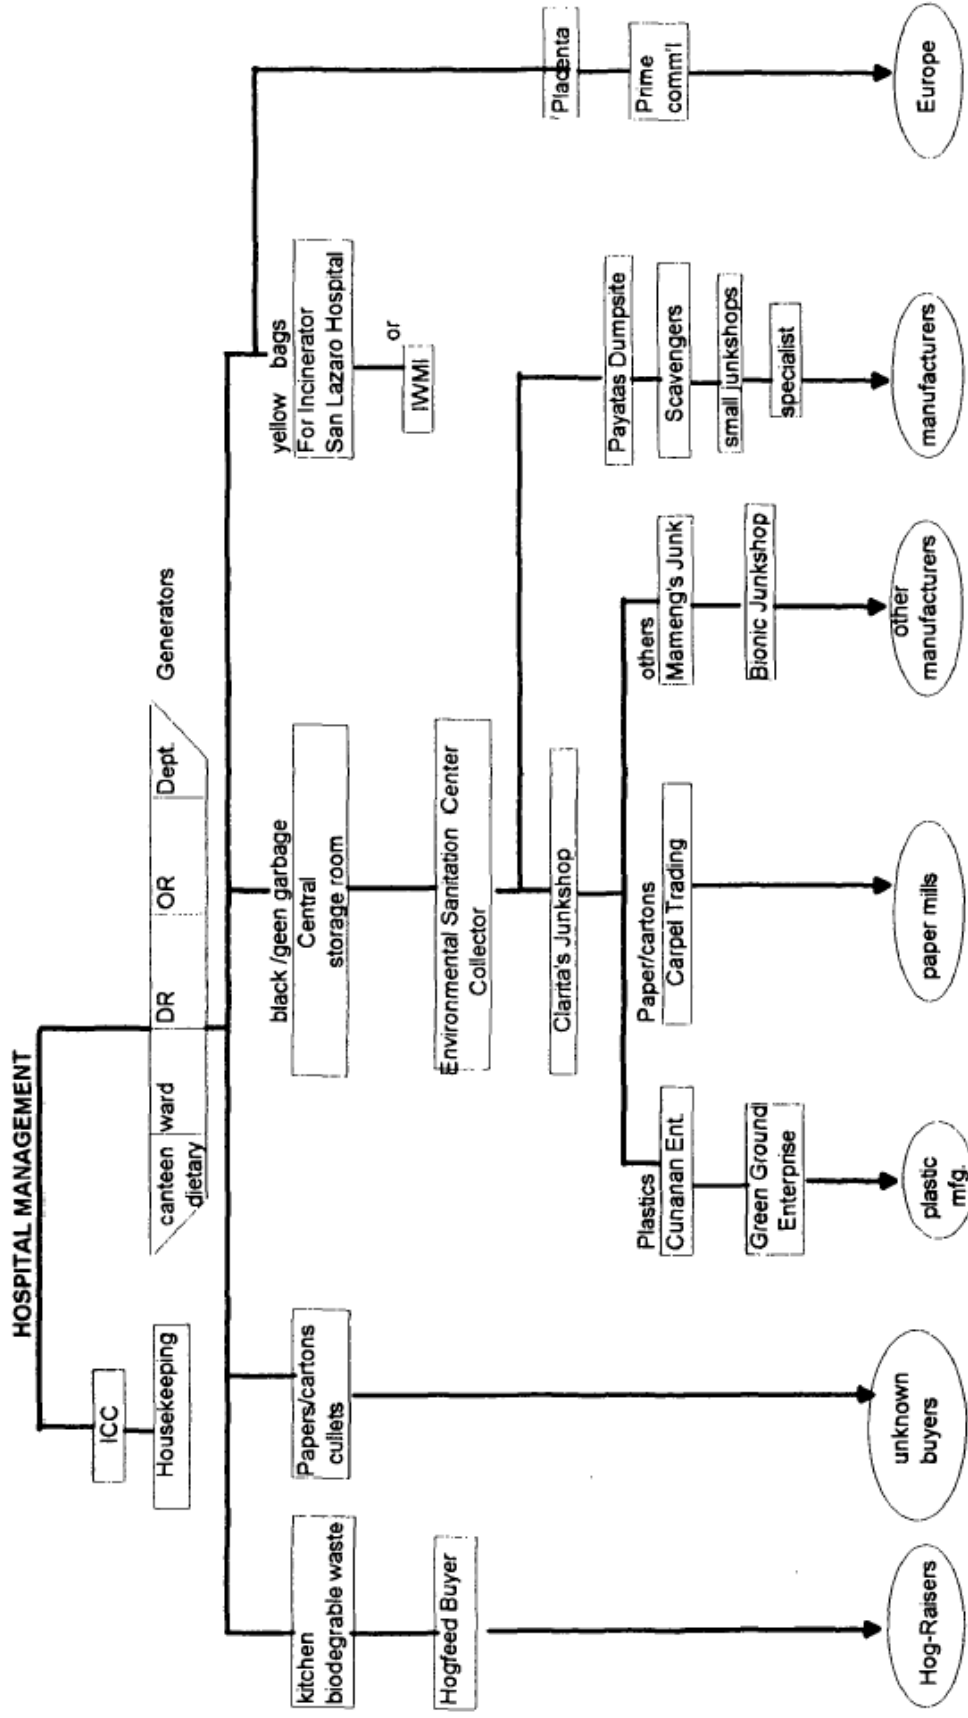 HOSPITAL MANAGEMENT
ICC
Housekeeping
canteen
dietary
ward
DR
OR
Dept.
Generators
kitchen
biodegrable waste
Hogfeed Buyer
Hog-Raisers
Papers/cartons
cullets
unknown
buyers
black /geen garbage
Central
storage room
Environmental Sanitation Center
Collector
Clarita's Junkshop
Plastics
Cunanan Ent.
Green Ground
Enterprise
plastic
mfg.
Paper/cartons
Carpel Trading
paper mills
others
Mameng's Junk
Bionic Junkshop
other
manufacturers
Payatas Dumpsite
Scavengers
small junkshops
specialist
manufacturers
yellow bags
For Incinerator
San Lazaro Hospital
or
IWMI
Placenta
Prime
comm'l
Europe